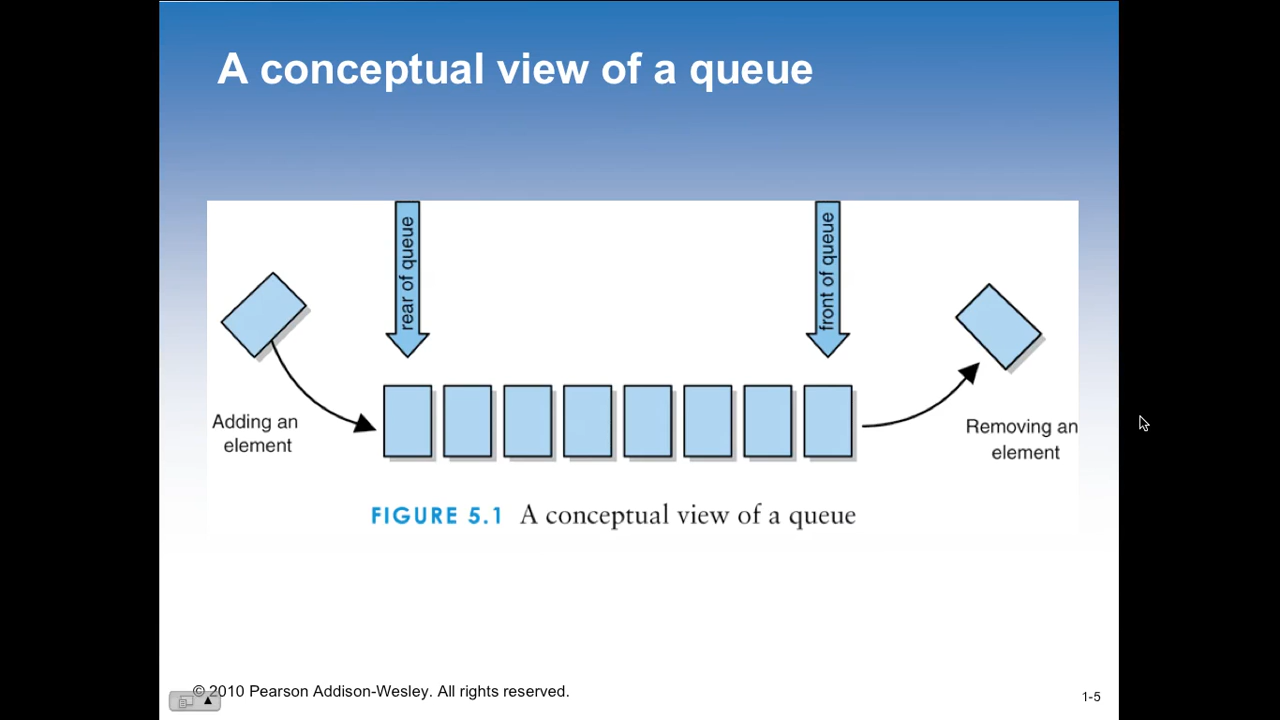 A conceptual view of a queue
rear of queue
front of queue
Adding an
element
Removing an
element
FIGURE 5.1 A conceptual view of a queue
© 2010 Pearson Addison-Wesley. All rights reserved.
1-5